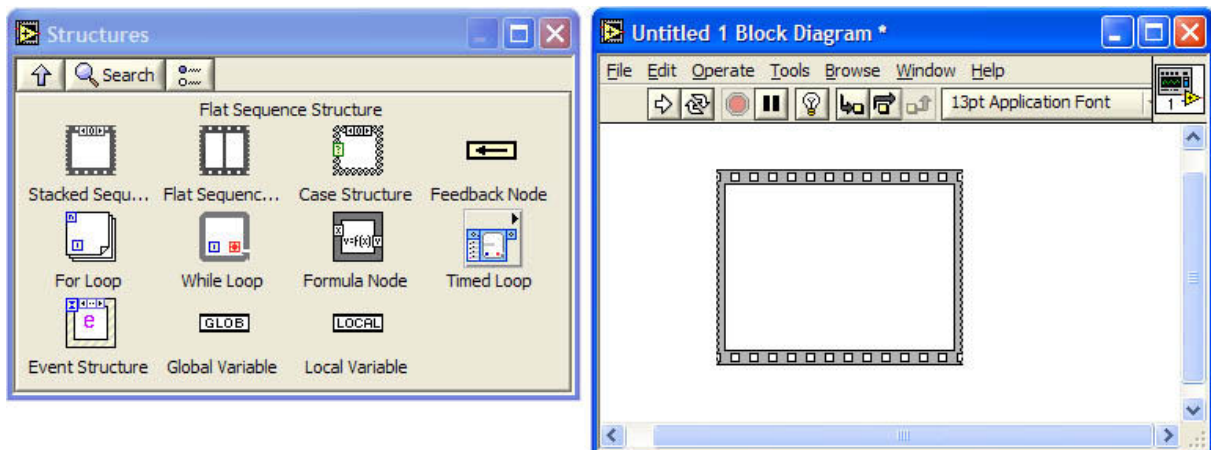 Structures
Search
Flat Sequence Structure
Stacked Sequ... Flat Sequenc... Case Structure Feedback Node
For Loop While Loop Formula Node Timed Loop
GLOB LOCAL
Event Structure Global Variable Local Variable
Untitled 1 Block Diagram *
File Edit Operate Tools Browse Window Help
13pt Application Font
1